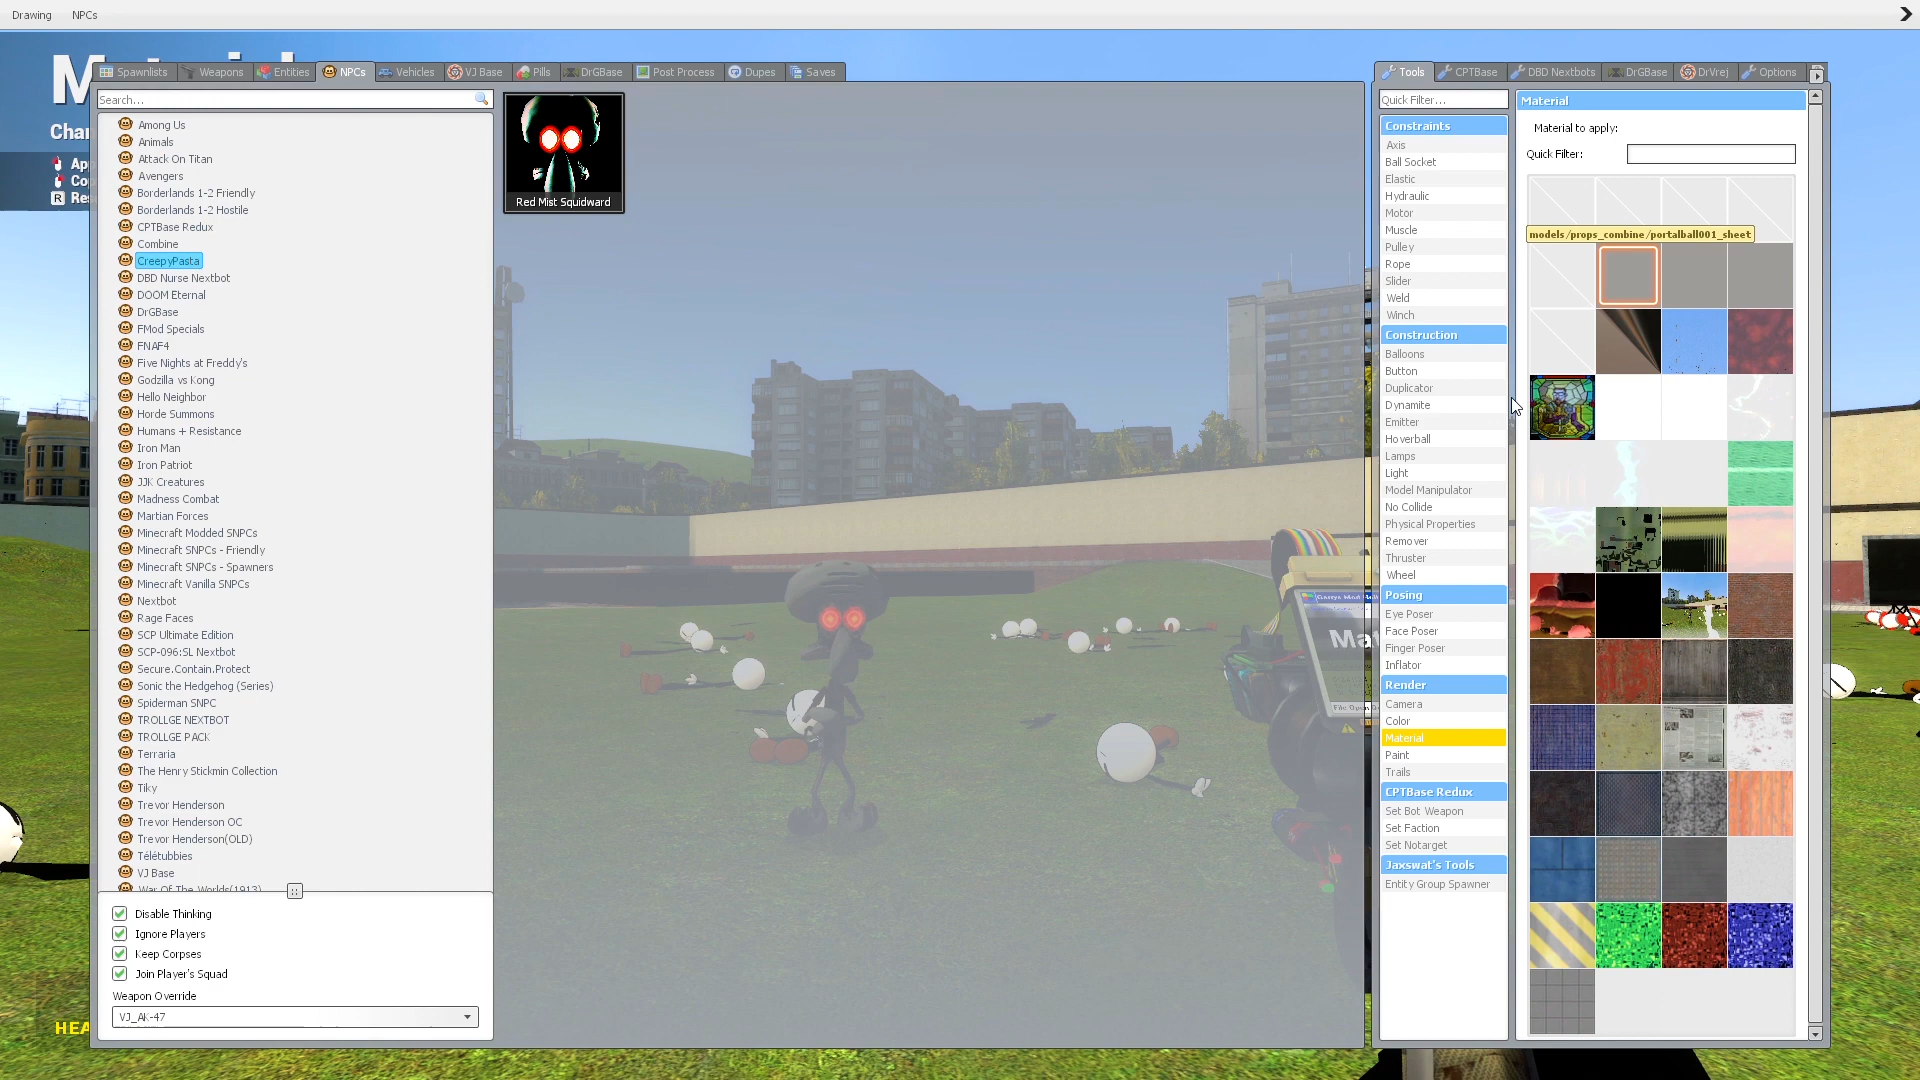 Drawing NPCs
Spawnlists Weapons Entities NPCs Vehicles VJ Base Pills DrGBase Post Process Dupes Saves
Search...
Among Us
Animals
Attack On Titan
Avengers
Borderlands 1-2 Friendly
Borderlands 1-2 Hostile
CPTBase Redux
Combine
CreepyPasta
DBD Nurse Nextbot
DOOM Eternal
DrGBase
FMod Specials
FNAF4
Five Nights at Freddy's
Godzilla vs Kong
Hello Neighbor
Horde Summons
Humans + Resistance
Iron Man
Iron Patriot
JJK Creatures
Madness Combat
Martian Forces
Minecraft Modded SNPCs
Minecraft SNPCs - Friendly
Minecraft SNPCs - Spawners
Minecraft Vanilla SNPCs
Nextbot
Rage Faces
SCP Ultimate Edition
SCP-096:SL Nextbot
Secure.Contain.Protect
Sonic the Hedgehog (Series)
Spiderman SNPC
TROLLGE NEXTBOT
TROLLGE PACK
Terraria
The Henry Stickmin Collection
Tiky
Trevor Henderson
Trevor Henderson OC
Trevor Henderson(OLD)
Télétubbies
VJ Base
War Of The Worlds(1913)
Disable Thinking
Ignore Players
Keep Corpses
Join Player's Squad
Weapon Override
VJ_AK-47
Red Mist Squidward
Tools CPTBase DBD Nextbots DrGBase DrVrej Options
Quick Filter...
Constraints
Axis
Ball Socket
Elastic
Hydraulic
Motor
Muscle
Pulley
Rope
Slider
Weld
Winch
Construction
Balloons
Button
Duplicator
Dynamite
Emitter
Hoverball
Lamps
Light
Model Manipulator
No Collide
Physical Properties
Remover
Thruster
Wheel
Posing
Eye Poser
Face Poser
Finger Poser
Inflator
Render
Camera
Color
Material
Paint
Trails
CPTBase Redux
Set Bot Weapon
Set Faction
Set Notarget
Jaxswat's Tools
Entity Group Spawner
Material
Material to apply:
Quick Filter:
models/props_combine/portalball001_sheet
R